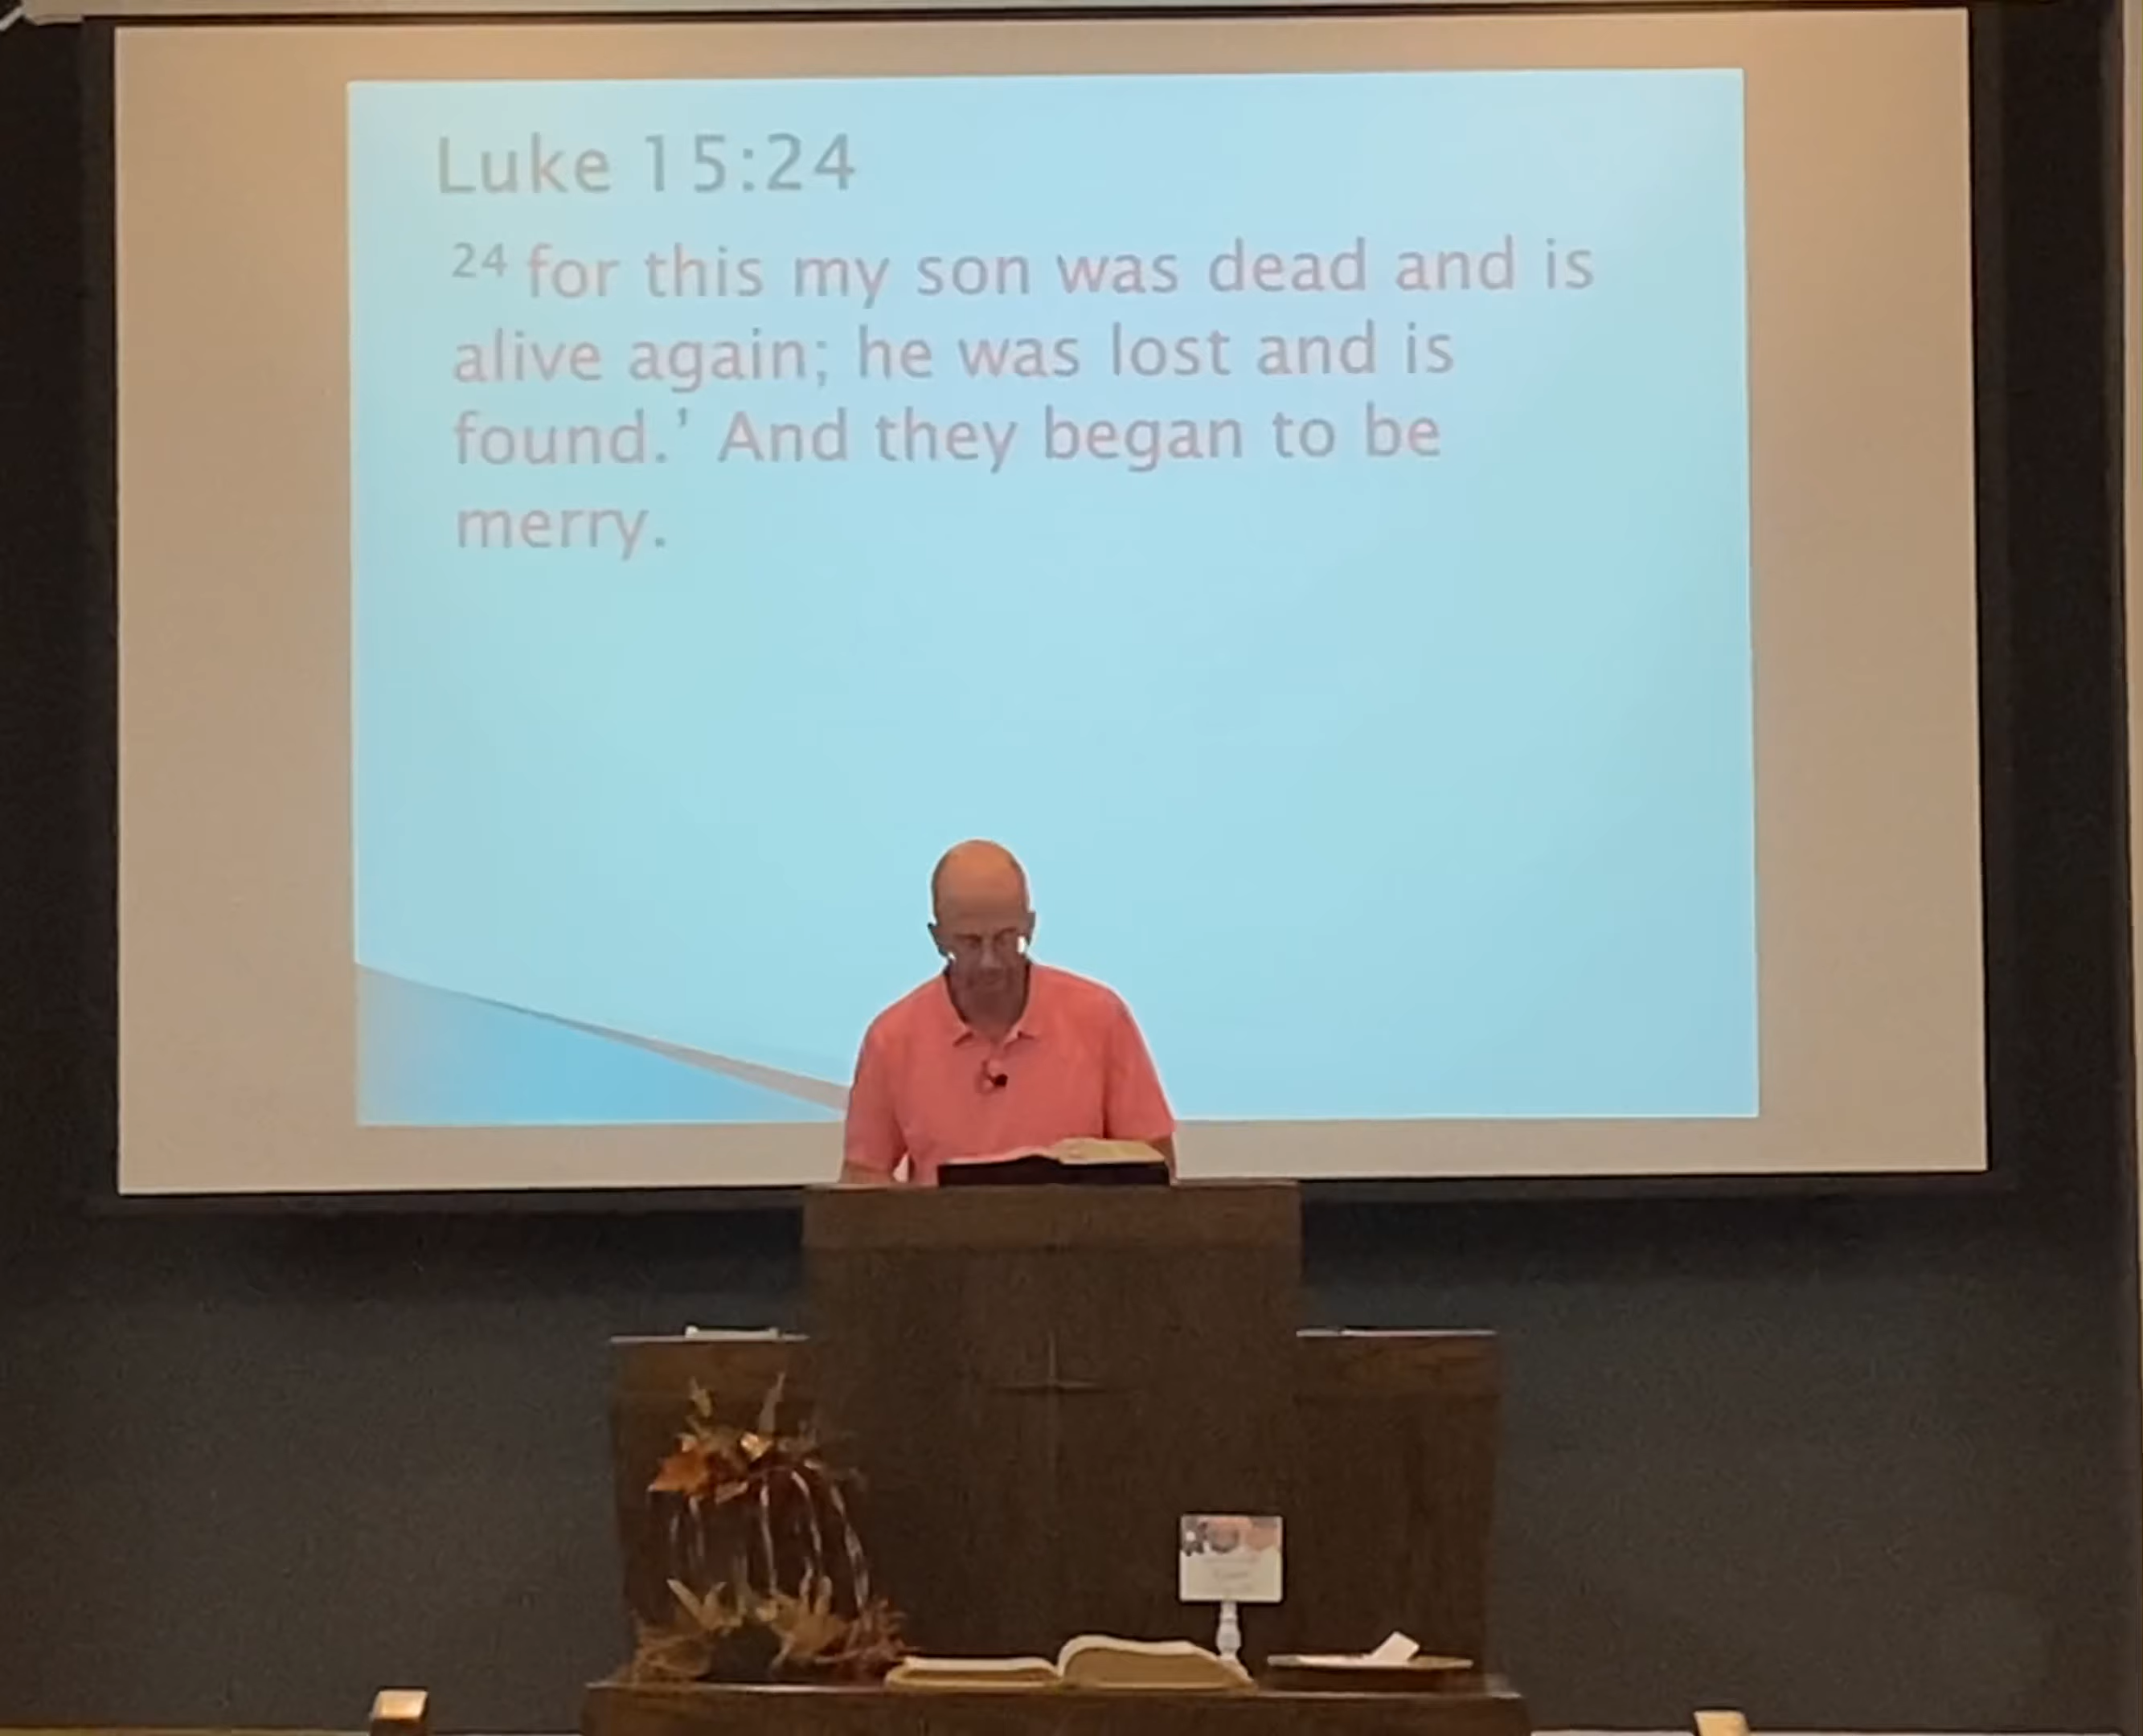 Luke 15:24
24 for this my son was dead and is
alive again; he was lost and is
found.’ And they began to be
merry.